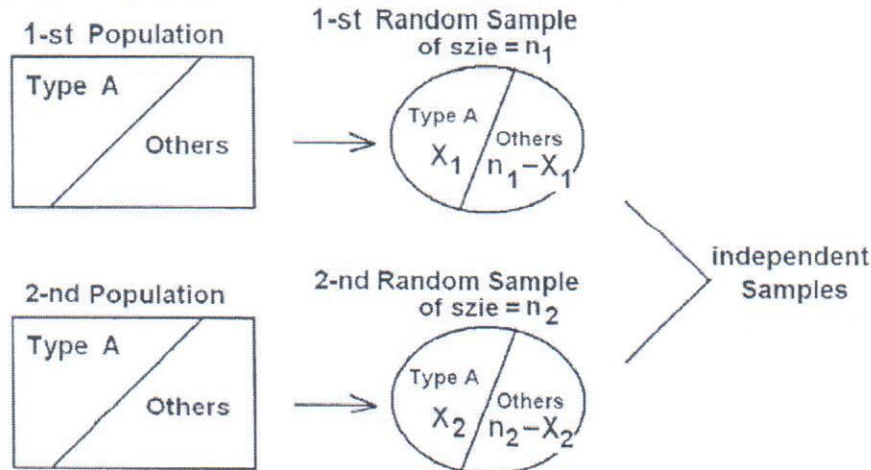 1-st Population
1-st Random Sample
of szie = n₁
Type A
Others
Type A
X₁
Others
n₁–X₁
independent
Samples
2-nd Population
2-nd Random Sample
of szie = n₂
Type A
Others
Type A
X₂
Others
n₂–X₂